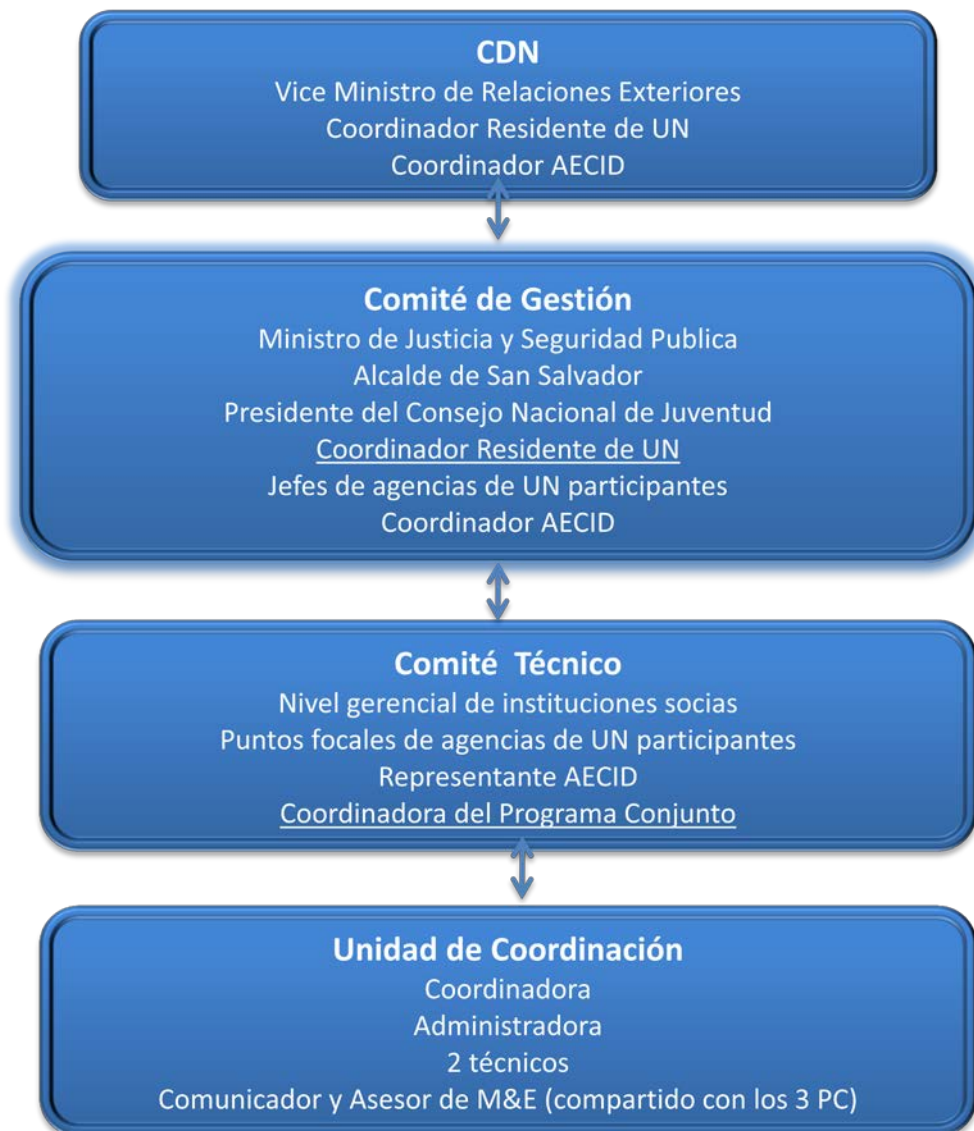 CDN
Vice Ministro de Relaciones Exteriores
Coordinador Residente de UN
Coordinador AECID
Comité de Gestión
Ministro de Justicia y Seguridad Publica
Alcalde de San Salvador
Presidente del Consejo Nacional de Juventud
Coordinador Residente de UN
Jefes de agencias de UN participantes
Coordinador AECID
Comité Técnico
Nivel gerencial de instituciones socias
Puntos focales de agencias de UN participantes
Representante AECID
Coordinadora del Programa Conjunto
Unidad de Coordinación
Coordinadora
Administradora
2 técnicos
Comunicador y Asesor de M&E (compartido con los 3 PC)